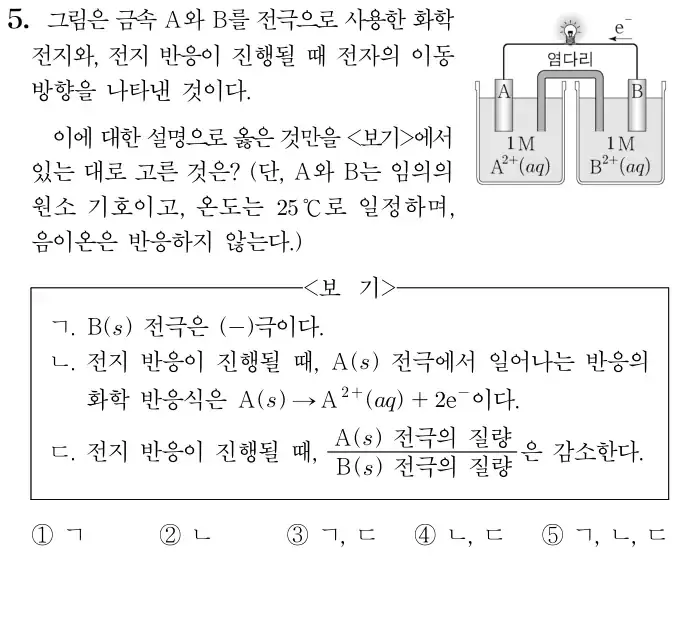 5. 그림은 금속 A와 B를 전극으로 사용한 화학
전지와, 전지 반응이 진행될 때 전자의 이동
방향을 나타낸 것이다.
e⁻
염다리
A
B
1M
A²⁺(aq)
1M
B²⁺(aq)
이에 대한 설명으로 옳은 것만을 <보기>에서
있는 대로 고른 것은? (단, A와 B는 임의의
원소 기호이고, 온도는 25℃로 일정하며,
음이온은 반응하지 않는다.)
<보 기>
ㄱ. B(s) 전극은 (−)극이다.
ㄴ. 전지 반응이 진행될 때, A(s) 전극에서 일어나는 반응의
화학 반응식은 A(s) → A²⁺(aq) + 2e⁻이다.
ㄷ. 전지 반응이 진행될 때, A(s) 전극의 질량 / B(s) 전극의 질량 은 감소한다.
① ㄱ ② ㄴ ③ ㄱ, ㄷ ④ ㄴ, ㄷ ⑤ ㄱ, ㄴ, ㄷ